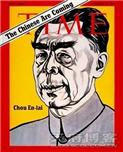 The Chinese Are Coming
TIME
Chou En-lai